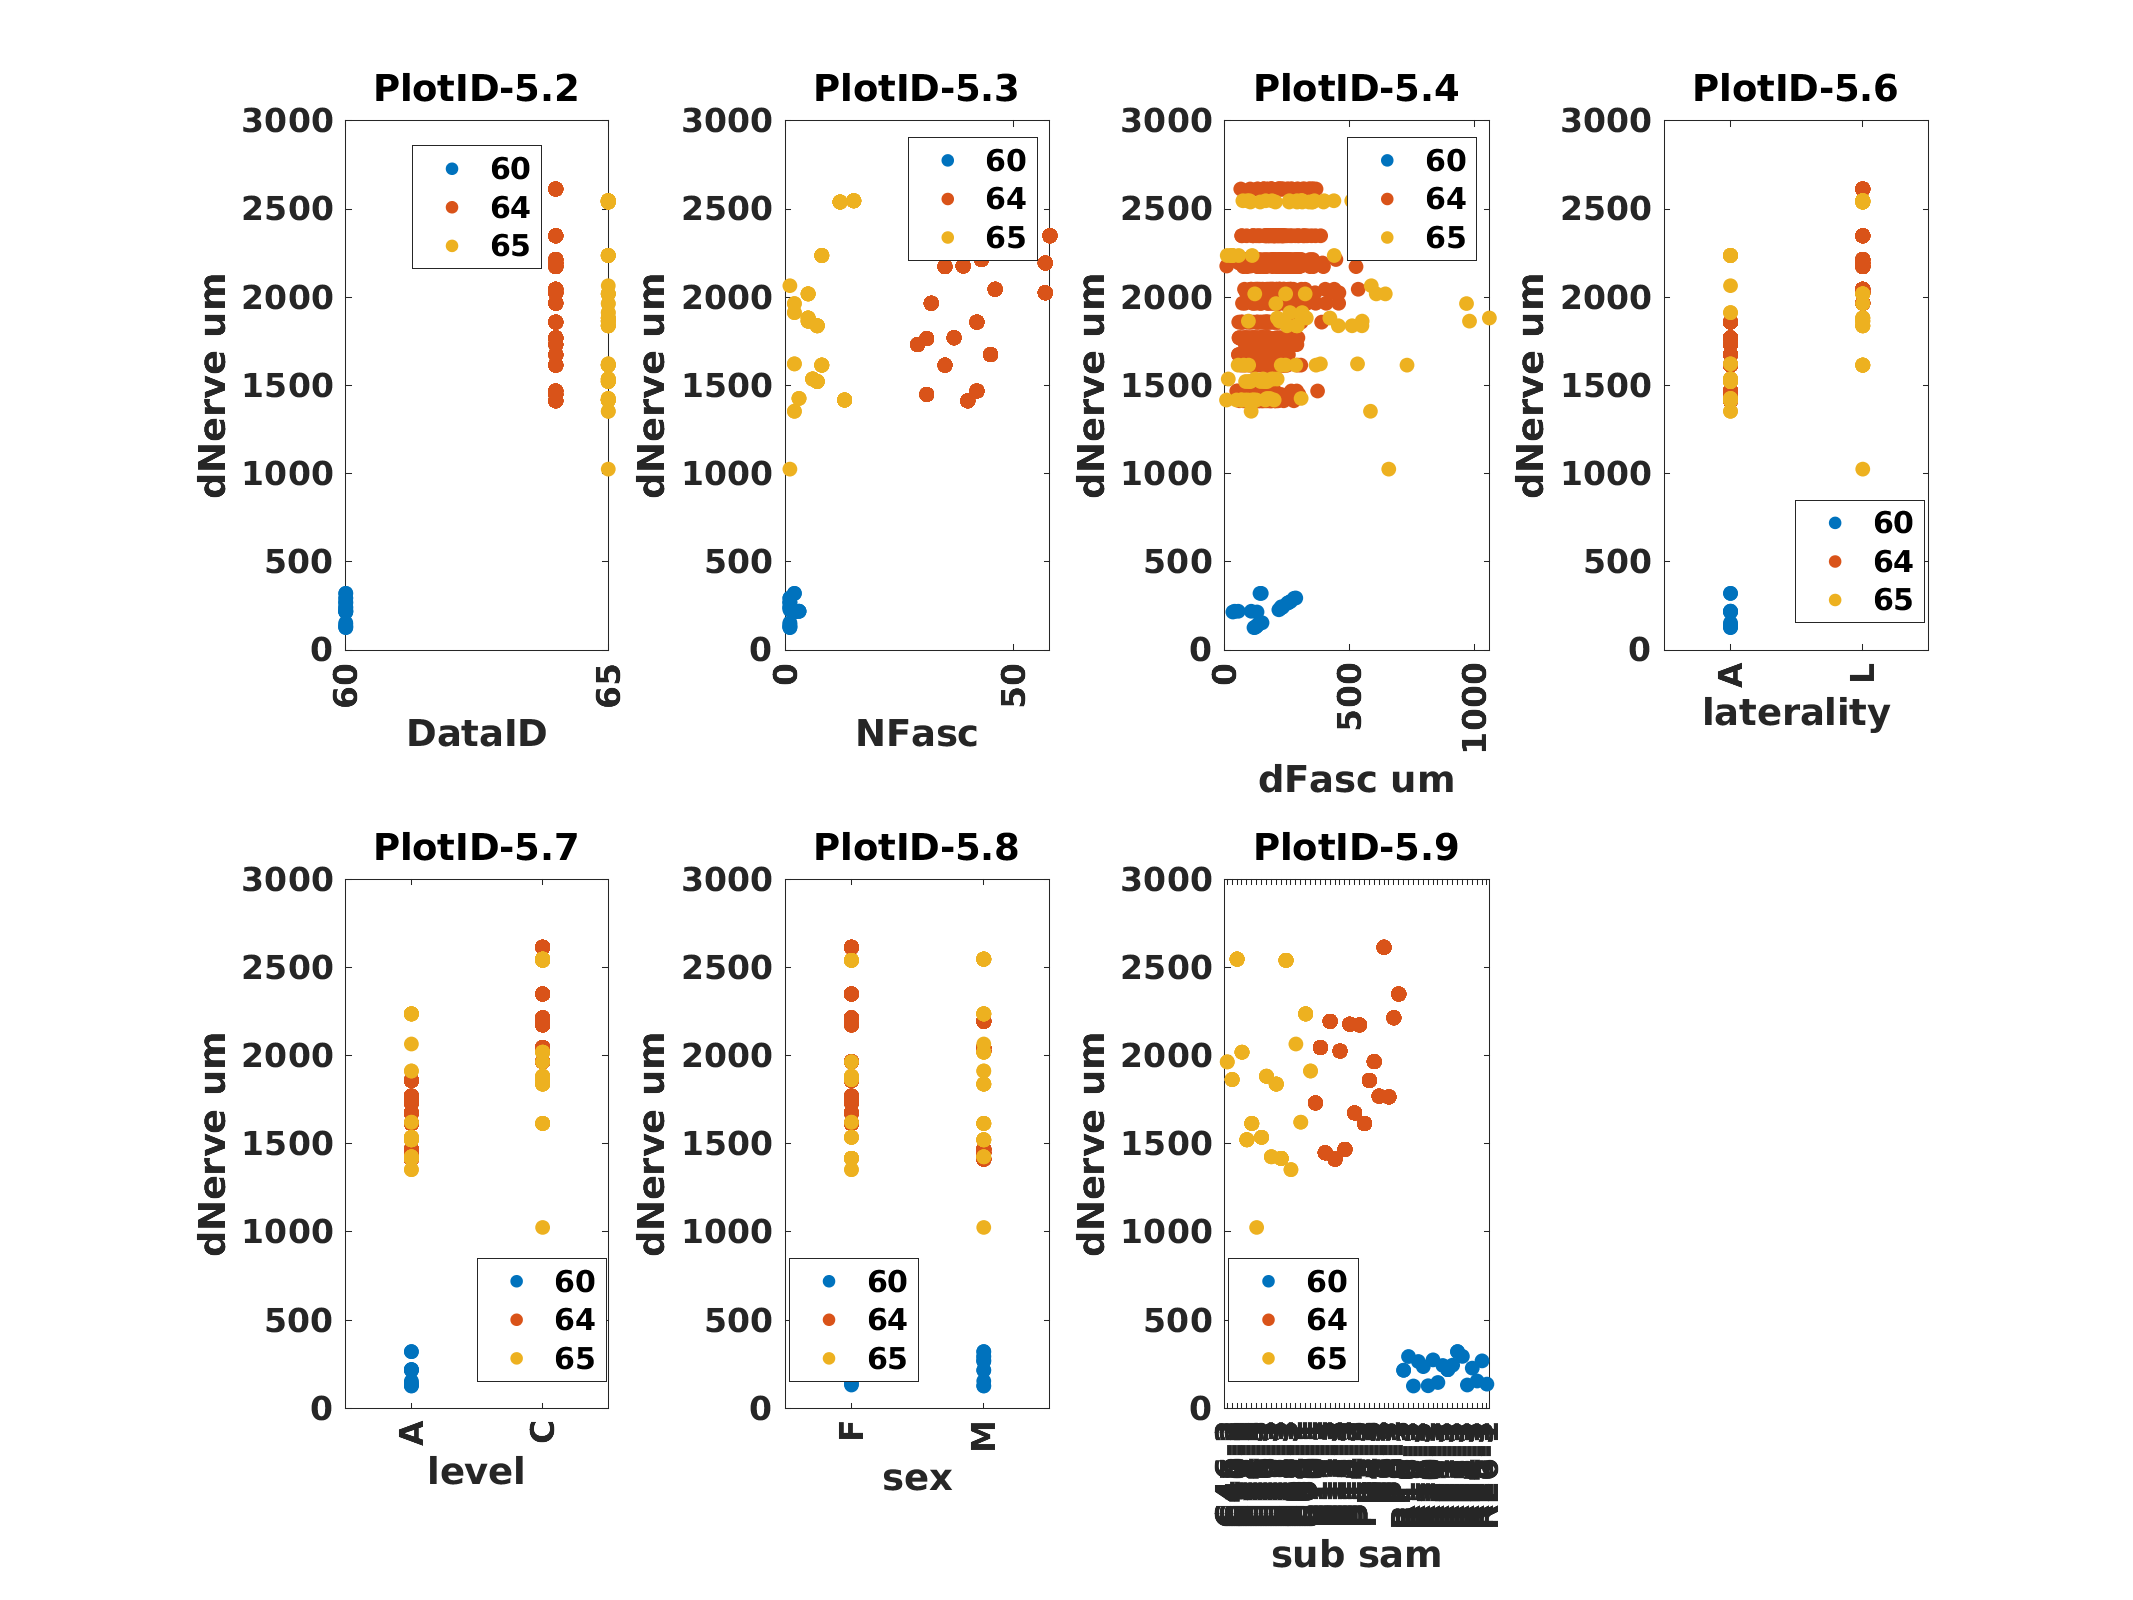 PlotID-5.2
3000
2500
2000
1500
1000
500
0
60
65
DataID
dNerve um
60
64
65
PlotID-5.3
3000
2500
2000
1500
1000
500
0
0
50
NFasc
dNerve um
60
64
65
PlotID-5.4
3000
2500
2000
1500
1000
500
0
0
500
1000
dFasc um
dNerve um
60
64
65
PlotID-5.6
3000
2500
2000
1500
1000
500
0
A
L
laterality
dNerve um
60
64
65
PlotID-5.7
3000
2500
2000
1500
1000
500
0
A
C
level
dNerve um
60
64
65
PlotID-5.8
3000
2500
2000
1500
1000
500
0
F
M
sex
dNerve um
60
64
65
PlotID-5.9
3000
2500
2000
1500
1000
500
0
sub sam
dNerve um
60
64
65